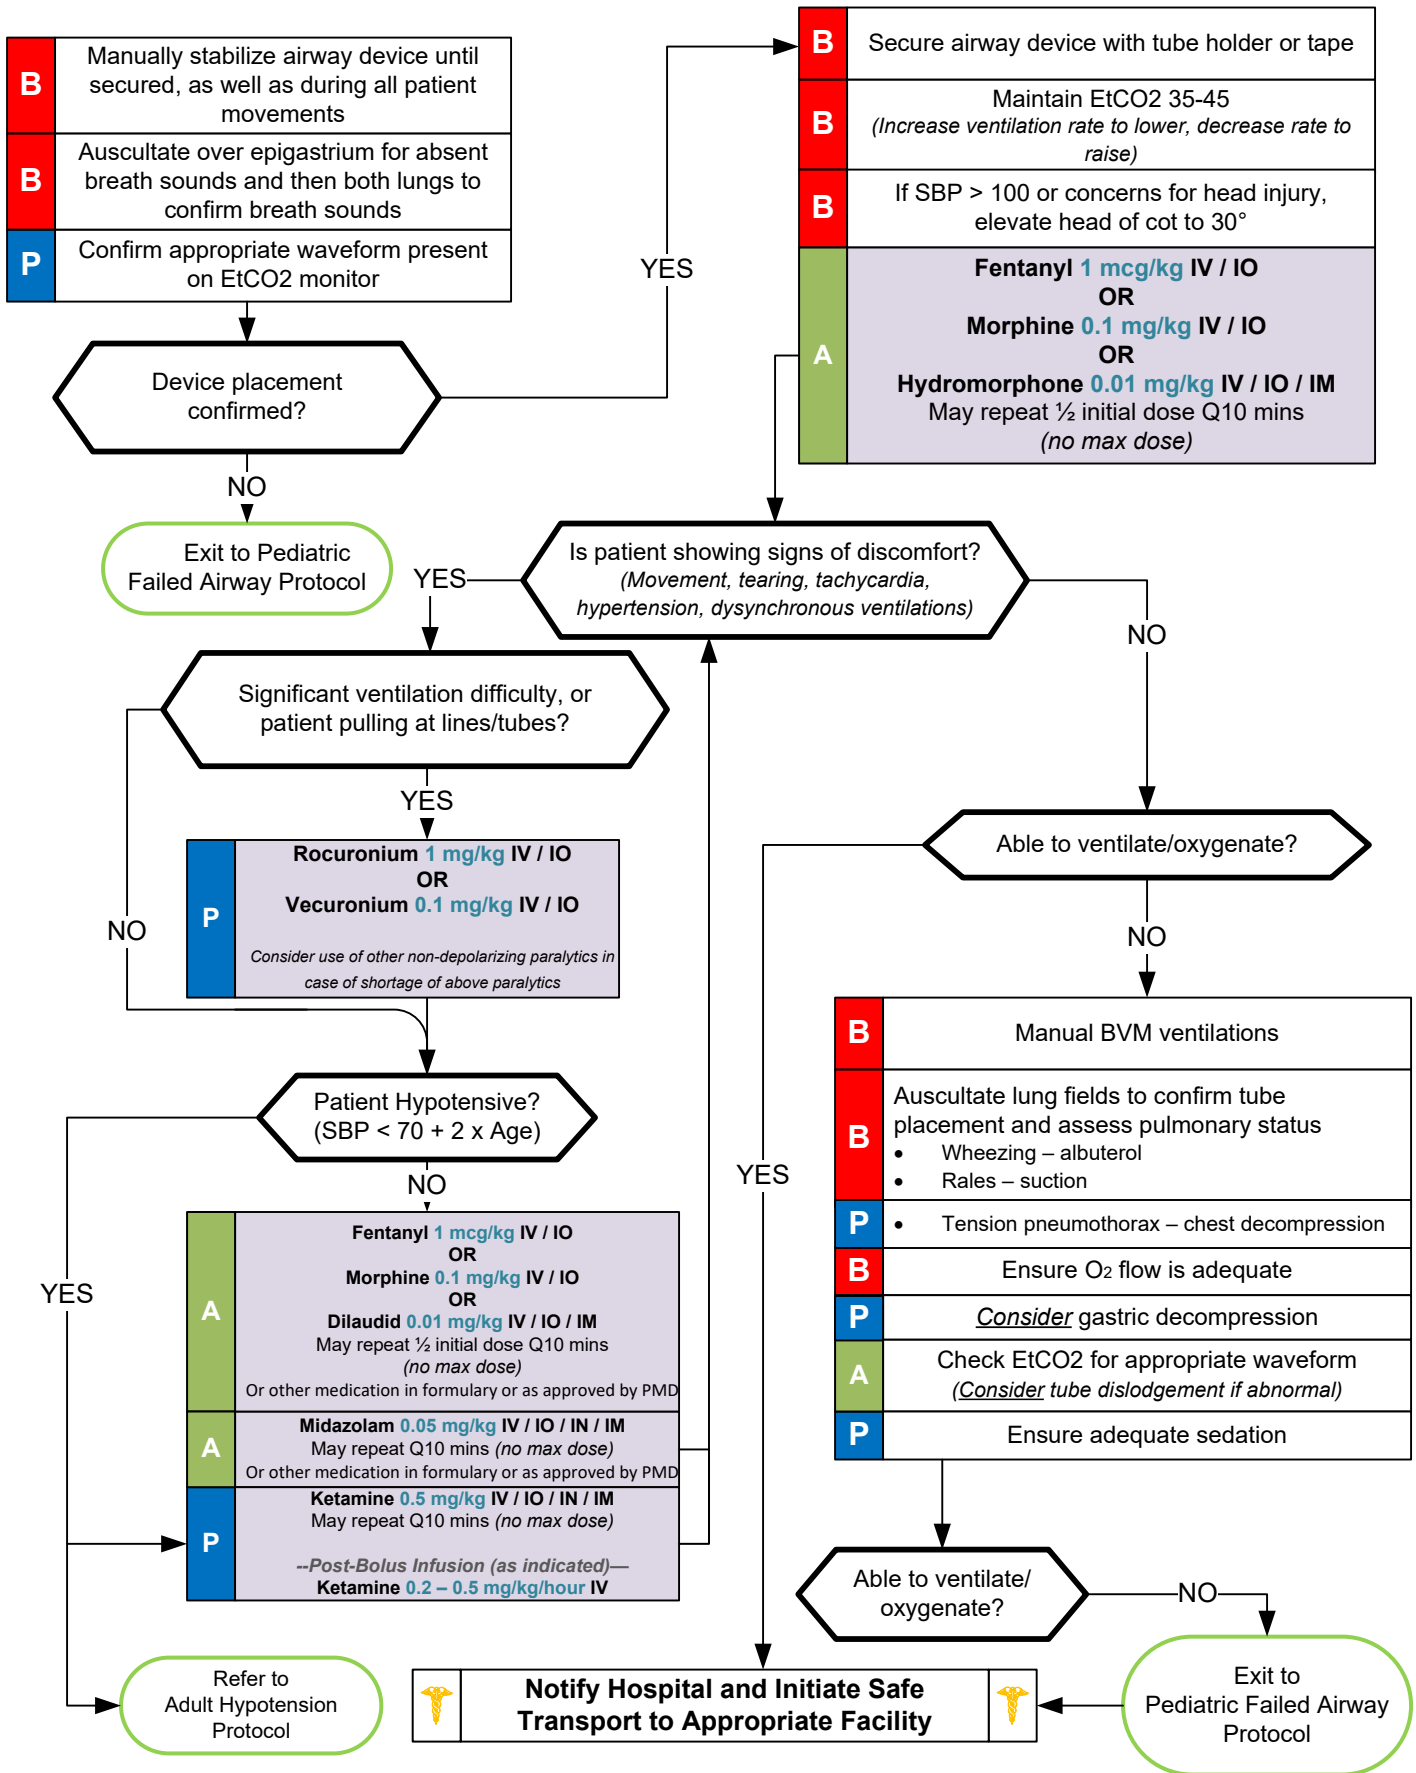 B
Manually stabilize airway device until
secured, as well as during all patient
movements
B
Auscultate over epigastrium for absent
breath sounds and then both lungs to
confirm breath sounds
P
Confirm appropriate waveform present
on EtCO2 monitor
Device placement
confirmed?
YES
NO
Exit to Pediatric
Failed Airway Protocol
B
Secure airway device with tube holder or tape
B
Maintain EtCO2 35-45
(Increase ventilation rate to lower, decrease rate to
raise)
B
If SBP > 100 or concerns for head injury,
elevate head of cot to 30°
A
Fentanyl 1 mcg/kg IV / IO
OR
Morphine 0.1 mg/kg IV / IO
OR
Hydromorphone 0.01 mg/kg IV / IO / IM
May repeat ½ initial dose Q10 mins
(no max dose)
Is patient showing signs of discomfort?
(Movement, tearing, tachycardia,
hypertension, dysynchronous ventilations)
YES
NO
Significant ventilation difficulty, or
patient pulling at lines/tubes?
YES
NO
P
Rocuronium 1 mg/kg IV / IO
OR
Vecuronium 0.1 mg/kg IV / IO
Consider use of other non-depolarizing paralytics in
case of shortage of above paralytics
Patient Hypotensive?
(SBP < 70 + 2 x Age)
NO
YES
A
Fentanyl 1 mcg/kg IV / IO
OR
Morphine 0.1 mg/kg IV / IO
OR
Dilaudid 0.01 mg/kg IV / IO / IM
May repeat ½ initial dose Q10 mins
(no max dose)
Or other medication in formulary or as approved by PMD
A
Midazolam 0.05 mg/kg IV / IO / IN / IM
May repeat Q10 mins (no max dose)
Or other medication in formulary or as approved by PMD
P
Ketamine 0.5 mg/kg IV / IO / IN / IM
May repeat Q10 mins (no max dose)
--Post-Bolus Infusion (as indicated)—
Ketamine 0.2 – 0.5 mg/kg/hour IV
Refer to
Adult Hypotension
Protocol
Able to ventilate/oxygenate?
YES
NO
B
Manual BVM ventilations
B
Auscultate lung fields to confirm tube
placement and assess pulmonary status
• Wheezing – albuterol
• Rales – suction
P
• Tension pneumothorax – chest decompression
B
Ensure O2 flow is adequate
P
Consider gastric decompression
A
Check EtCO2 for appropriate waveform
(Consider tube dislodgement if abnormal)
P
Ensure adequate sedation
Able to ventilate/
oxygenate?
NO
Exit to
Pediatric Failed Airway
Protocol
Notify Hospital and Initiate Safe
Transport to Appropriate Facility